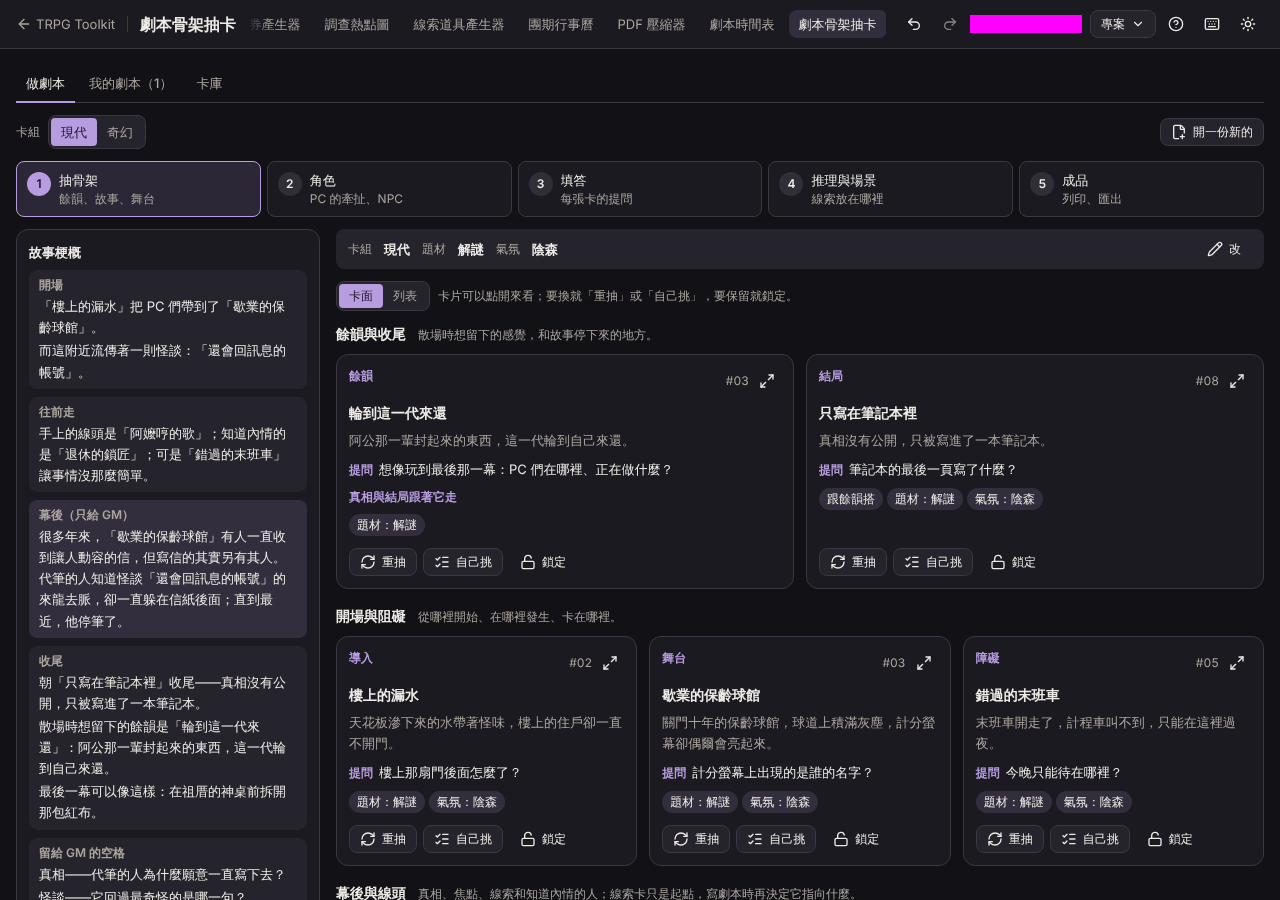 TRPG Toolkit
劇本骨架抽卡
產生器
調查熱點圖
線索道具產生器
團期行事曆
PDF 壓縮器
劇本時間表
劇本骨架抽卡
專案
做劇本
我的劇本（1）
卡庫
卡組
現代
奇幻
開一份新的
1
抽骨架
餘韻、故事、舞台
2
角色
PC 的牽扯、NPC
3
填答
每張卡的提問
4
推理與場景
線索放在哪裡
5
成品
列印、匯出
故事梗概
開場
「樓上的漏水」把 PC 們帶到了「歇業的保
齡球館」。
而這附近流傳著一則怪談：「還會回訊息的
帳號」。
往前走
手上的線頭是「阿嬤哼的歌」；知道內情的
是「退休的鎖匠」；可是「錯過的末班車」
讓事情沒那麼簡單。
幕後（只給 GM）
很多年來，「歇業的保齡球館」有人一直收
到讓人動容的信，但寫信的其實另有其人。
代筆的人知道怪談「還會回訊息的帳號」的
來龍去脈，卻一直躲在信紙後面；直到最
近，他停筆了。
收尾
朝「只寫在筆記本裡」收尾——真相沒有公
開，只被寫進了一本筆記本。
散場時想留下的餘韻是「輪到這一代來
還」：阿公那一輩封起來的東西，這一代輪
到自己來還。
最後一幕可以像這樣：在祖厝的神桌前拆開
那包紅布。
留給 GM 的空格
真相——代筆的人為什麼願意一直寫下去？
怪談——它回過最奇怪的是哪一句？
卡組 現代 題材 解謎 氣氛 陰森
改
卡面
列表
卡片可以點開來看；要換就「重抽」或「自己挑」，要保留就鎖定。
餘韻與收尾 散場時想留下的感覺，和故事停下來的地方。
餘韻
#03
輪到這一代來還
阿公那一輩封起來的東西，這一代輪到自己來還。
提問 想像玩到最後那一幕：PC 們在哪裡、正在做什麼？
真相與結局跟著它走
題材：解謎
重抽
自己挑
鎖定
結局
#08
只寫在筆記本裡
真相沒有公開，只被寫進了一本筆記本。
提問 筆記本的最後一頁寫了什麼？
跟餘韻搭
題材：解謎
氣氛：陰森
重抽
自己挑
鎖定
開場與阻礙 從哪裡開始、在哪裡發生、卡在哪裡。
導入
#02
樓上的漏水
天花板滲下來的水帶著怪味，樓上的住戶卻一直
不開門。
提問 樓上那扇門後面怎麼了？
題材：解謎
氣氛：陰森
重抽
自己挑
鎖定
舞台
#03
歇業的保齡球館
關門十年的保齡球館，球道上積滿灰塵，計分螢
幕卻偶爾會亮起來。
提問 計分螢幕上出現的是誰的名字？
題材：解謎
氣氛：陰森
重抽
自己挑
鎖定
障礙
#05
錯過的末班車
末班車開走了，計程車叫不到，只能在這裡過
夜。
提問 今晚只能待在哪裡？
題材：解謎
氣氛：陰森
重抽
自己挑
鎖定
幕後與線頭 真相、焦點、線索和知道內情的人；線索卡只是起點，寫劇本時再決定它指向什麼。